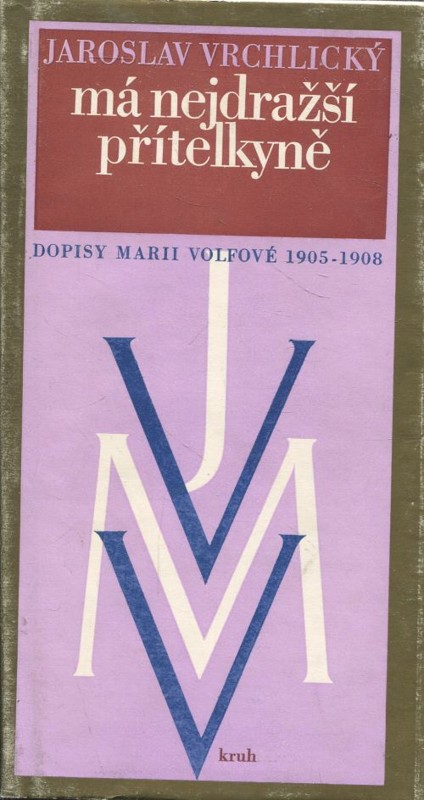 JAROSLAV VRCHLICKÝ
má nejdražší
přítelkyně
DOPISY MARII VOLFOVÉ 1905-1908
J
V
M
V
kruh